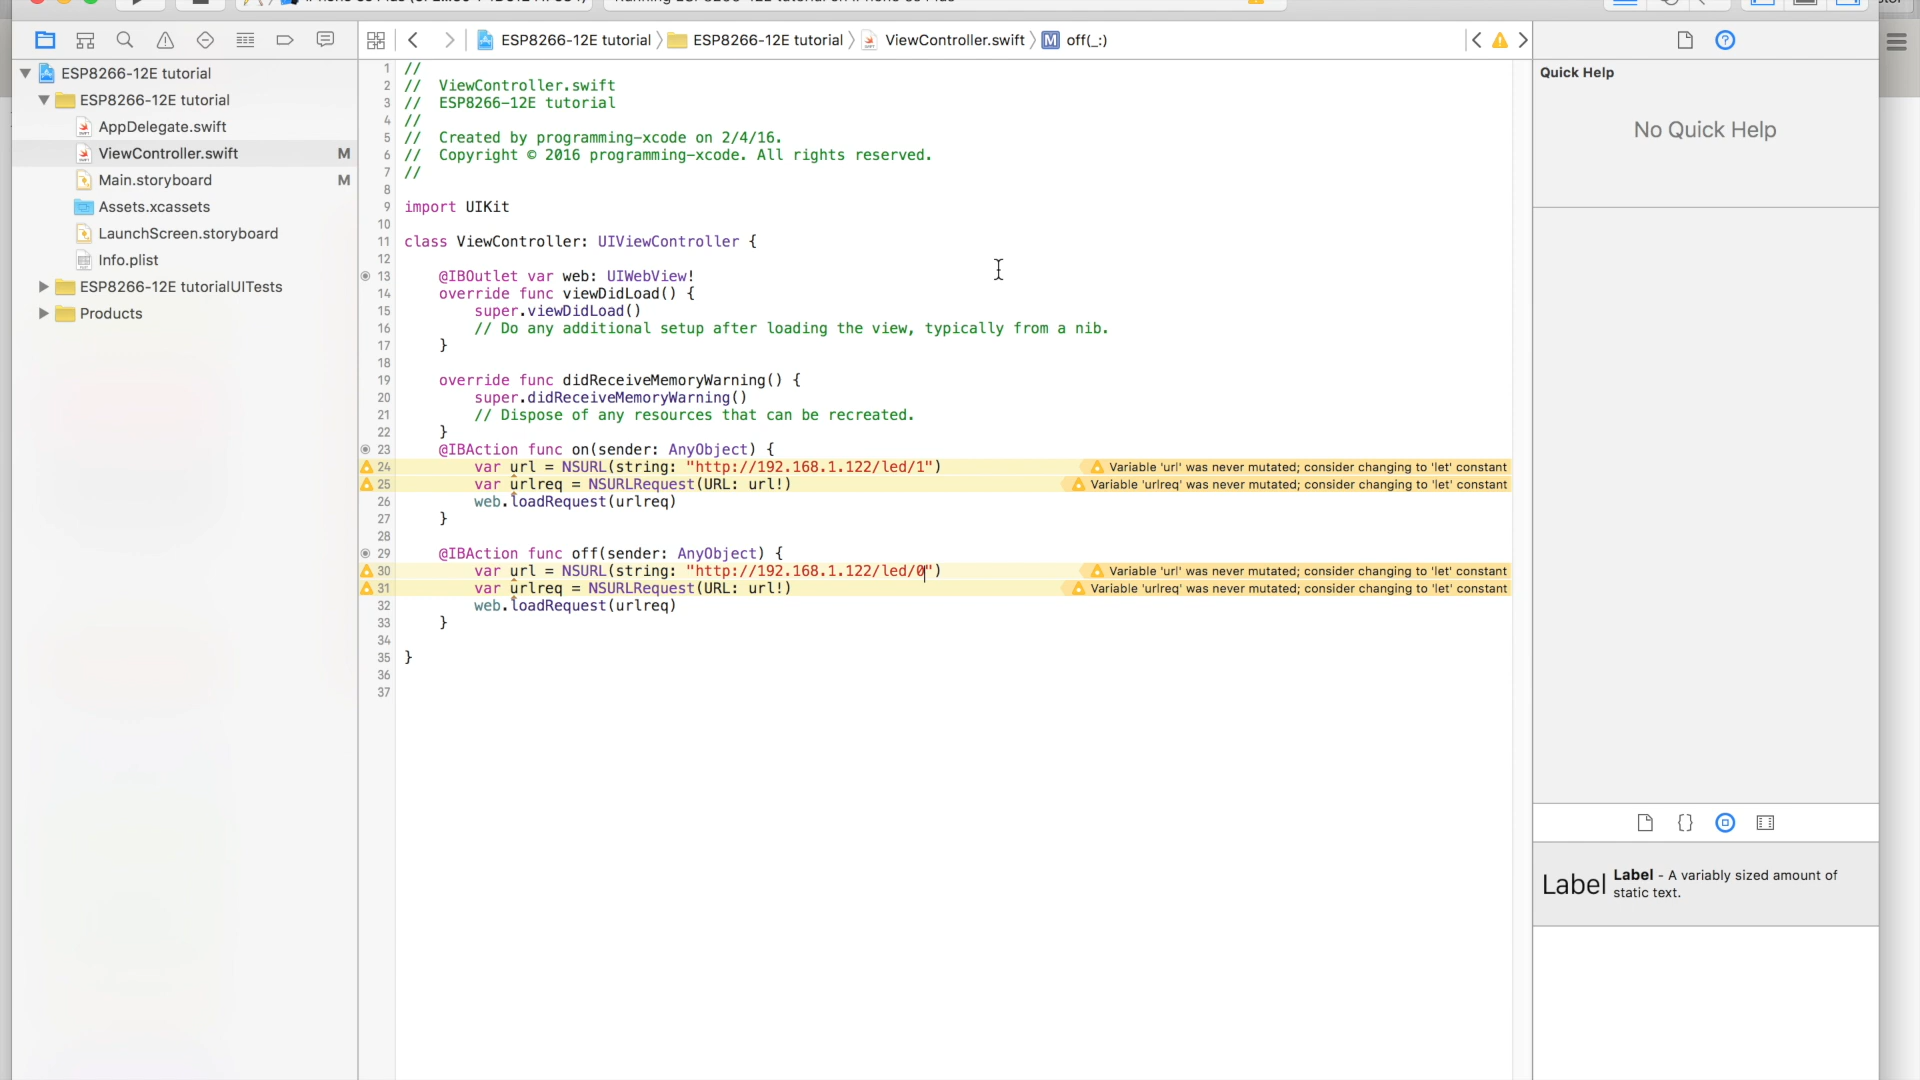 ESP8266-12E tutorial
ESP8266-12E tutorial
AppDelegate.swift
ViewController.swift M
Main.storyboard M
Assets.xcassets
LaunchScreen.storyboard
Info.plist
ESP8266-12E tutorialUITests
Products
ESP8266-12E tutorial ESP8266-12E tutorial ViewController.swift M off(_:)
1 //
2 // ViewController.swift
3 // ESP8266-12E tutorial
4 //
5 // Created by programming-xcode on 2/4/16.
6 // Copyright © 2016 programming-xcode. All rights reserved.
7 //
8
9 import UIKit
10
11 class ViewController: UIViewController {
12
13 @IBOutlet var web: UIWebView!
14 override func viewDidLoad() {
15 super.viewDidLoad()
16 // Do any additional setup after loading the view, typically from a nib.
17 }
18
19 override func didReceiveMemoryWarning() {
20 super.didReceiveMemoryWarning()
21 // Dispose of any resources that can be recreated.
22 }
23 @IBAction func on(sender: AnyObject) {
24 var url = NSURL(string: "http://192.168.1.122/led/1") Variable 'url' was never mutated; consider changing to 'let' constant
25 var urlreq = NSURLRequest(URL: url!) Variable 'urlreq' was never mutated; consider changing to 'let' constant
26 web.loadRequest(urlreq)
27 }
28
29 @IBAction func off(sender: AnyObject) {
30 var url = NSURL(string: "http://192.168.1.122/led/0") Variable 'url' was never mutated; consider changing to 'let' constant
31 var urlreq = NSURLRequest(URL: url!) Variable 'urlreq' was never mutated; consider changing to 'let' constant
32 web.loadRequest(urlreq)
33 }
34
35 }
36
37
Quick Help
No Quick Help
Label Label - A variably sized amount of
static text.